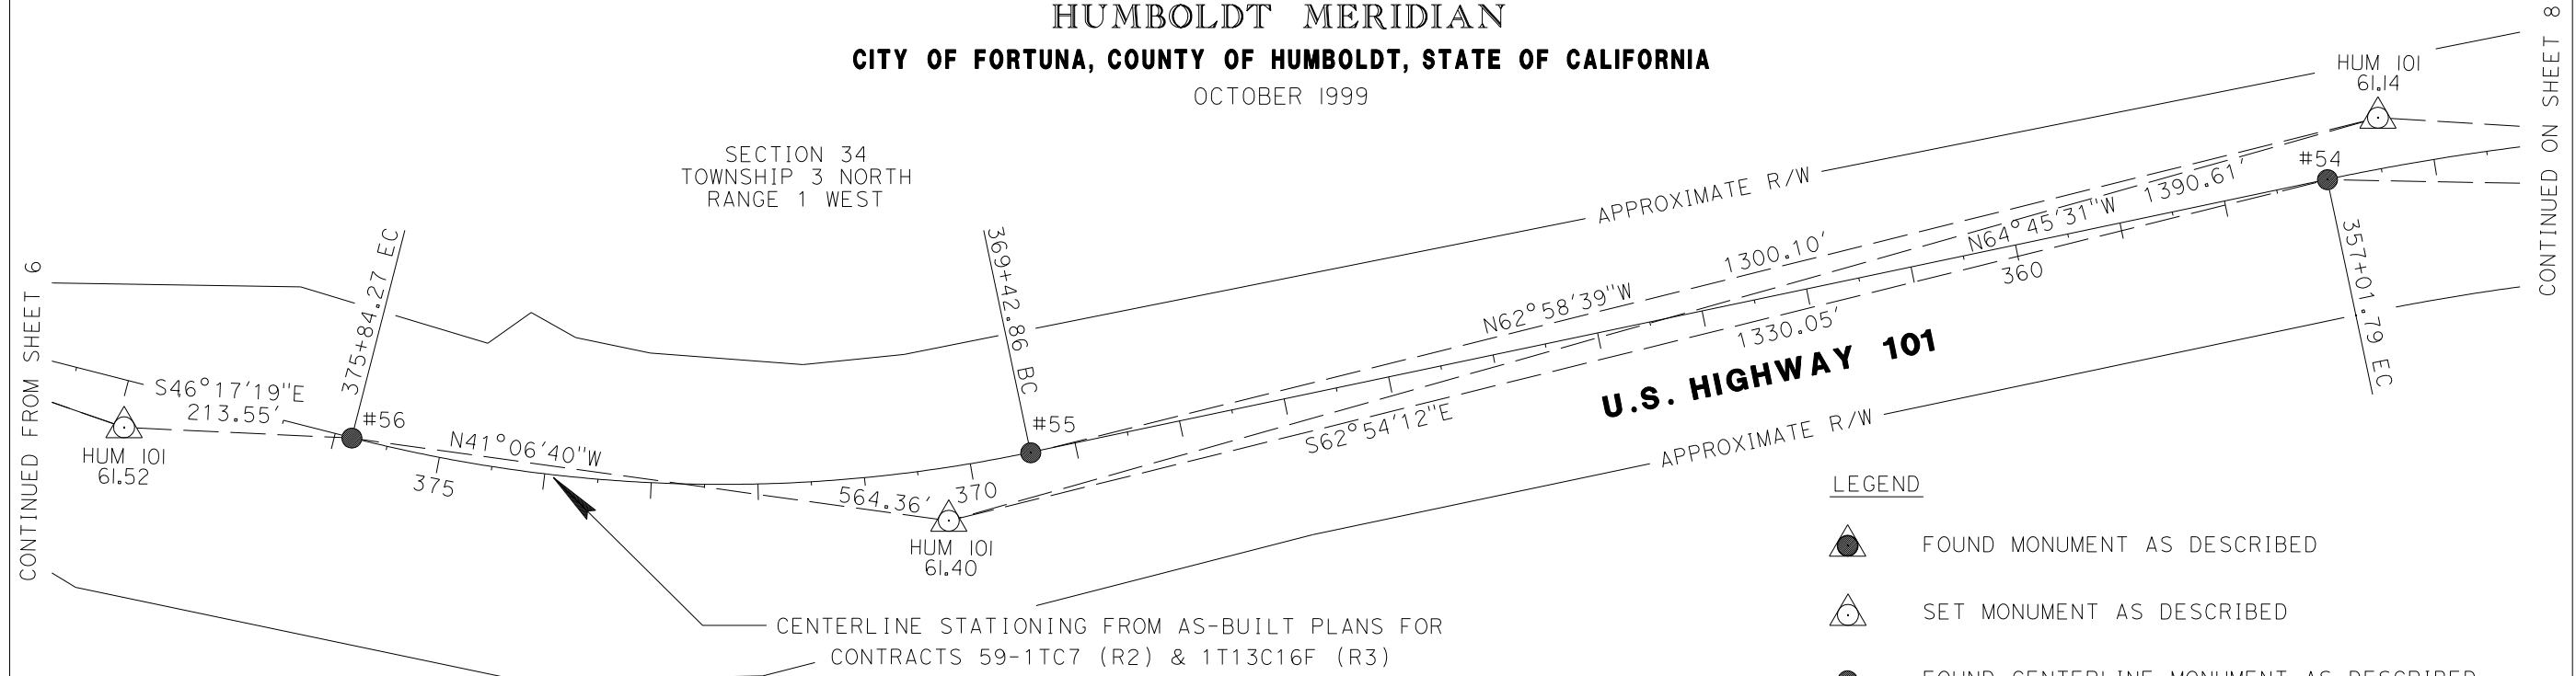 HUMBOLDT MERIDIAN
CITY OF FORTUNA, COUNTY OF HUMBOLDT, STATE OF CALIFORNIA
OCTOBER 1999
SECTION 34
TOWNSHIP 3 NORTH
RANGE 1 WEST
CONTINUED FROM SHEET 6
CONTINUED ON SHEET 8
HUM 101
61.14
#54
357+01.79 EC
APPROXIMATE R/W
1390.61'
N64°45'31"W
1300.10'
N62°58'39"W
360
1330.05'
S62°54'12"E
U.S. HIGHWAY 101
APPROXIMATE R/W
369+42.86 BC
#55
375+84.27 EC
#56
S46°17'19"E
213.55'
HUM 101
61.52
N41°06'40"W
375
564.36'
370
HUM 101
61.40
CENTERLINE STATIONING FROM AS-BUILT PLANS FOR
CONTRACTS 59-1TC7 (R2) & 1T13C16F (R3)
LEGEND
FOUND MONUMENT AS DESCRIBED
SET MONUMENT AS DESCRIBED
FOUND CENTERLINE MONUMENT AS DESCRIBED